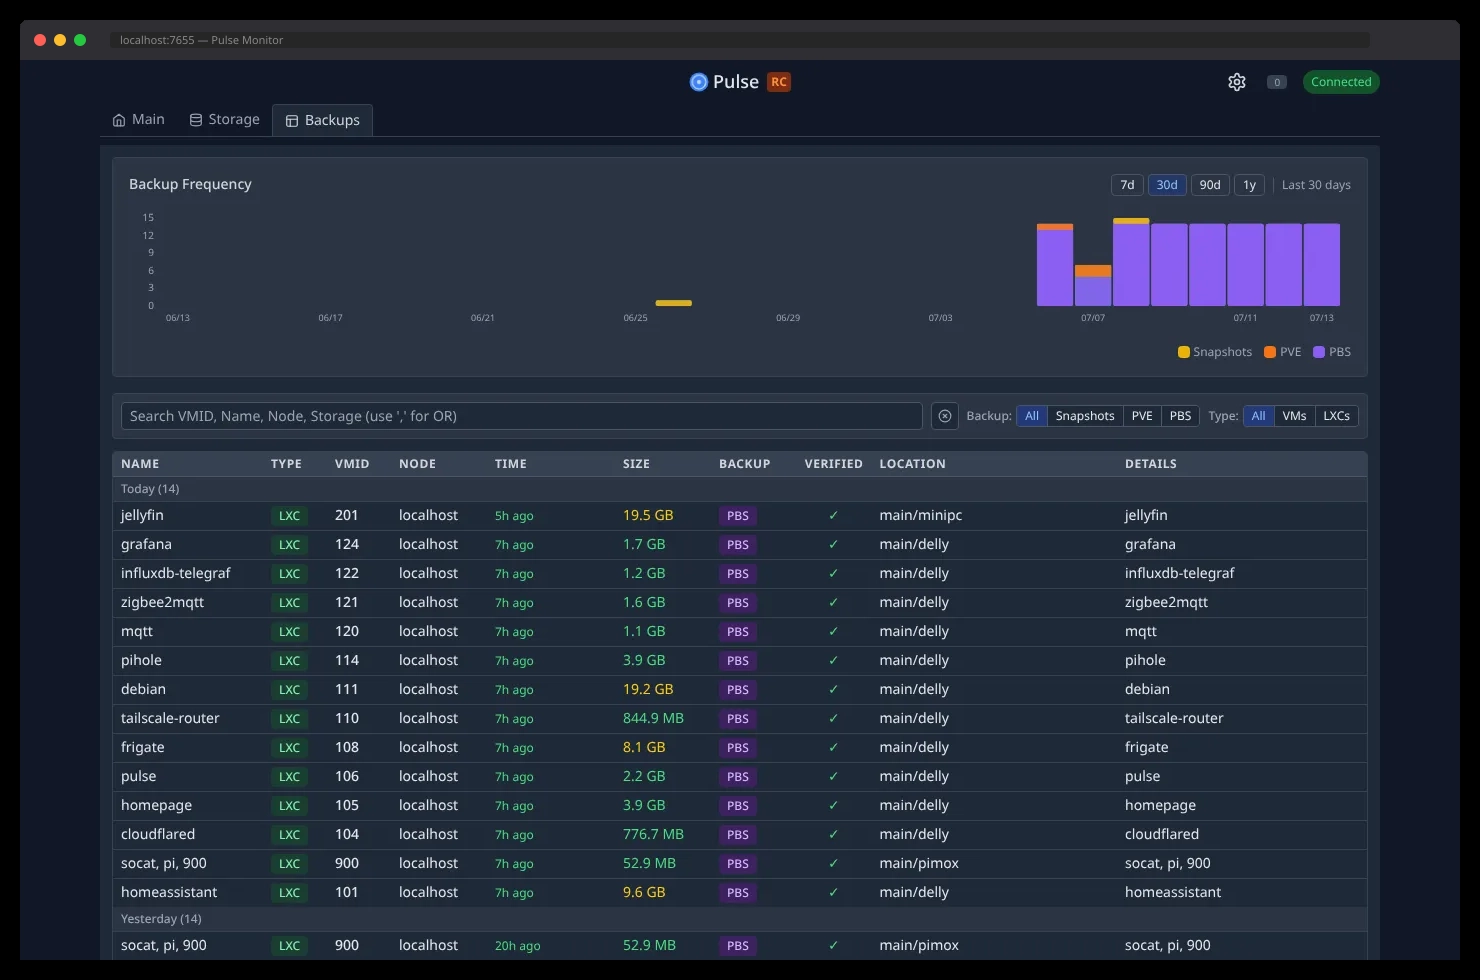 localhost:7655 — Pulse Monitor
Pulse RC
0 Connected
Main Storage Backups
Backup Frequency 7d 30d 90d 1y Last 30 days
15
12
9
6
3
0
06/13 06/17 06/21 06/25 06/29 07/03 07/07 07/11 07/13
Snapshots PVE PBS
Search VMID, Name, Node, Storage (use ',' for OR) Backup: All Snapshots PVE PBS Type: All VMs LXCs
NAME TYPE VMID NODE TIME SIZE BACKUP VERIFIED LOCATION DETAILS
Today (14)
jellyfin LXC 201 localhost 5h ago 19.5 GB PBS ✓ main/minipc jellyfin
grafana LXC 124 localhost 7h ago 1.7 GB PBS ✓ main/delly grafana
influxdb-telegraf LXC 122 localhost 7h ago 1.2 GB PBS ✓ main/delly influxdb-telegraf
zigbee2mqtt LXC 121 localhost 7h ago 1.6 GB PBS ✓ main/delly zigbee2mqtt
mqtt LXC 120 localhost 7h ago 1.1 GB PBS ✓ main/delly mqtt
pihole LXC 114 localhost 7h ago 3.9 GB PBS ✓ main/delly pihole
debian LXC 111 localhost 7h ago 19.2 GB PBS ✓ main/delly debian
tailscale-router LXC 110 localhost 7h ago 844.9 MB PBS ✓ main/delly tailscale-router
frigate LXC 108 localhost 7h ago 8.1 GB PBS ✓ main/delly frigate
pulse LXC 106 localhost 7h ago 2.2 GB PBS ✓ main/delly pulse
homepage LXC 105 localhost 7h ago 3.9 GB PBS ✓ main/delly homepage
cloudflared LXC 104 localhost 7h ago 776.7 MB PBS ✓ main/delly cloudflared
socat, pi, 900 LXC 900 localhost 7h ago 52.9 MB PBS ✓ main/pimox socat, pi, 900
homeassistant LXC 101 localhost 7h ago 9.6 GB PBS ✓ main/delly homeassistant
Yesterday (14)
socat, pi, 900 LXC 900 localhost 20h ago 52.9 MB PBS ✓ main/pimox socat, pi, 900